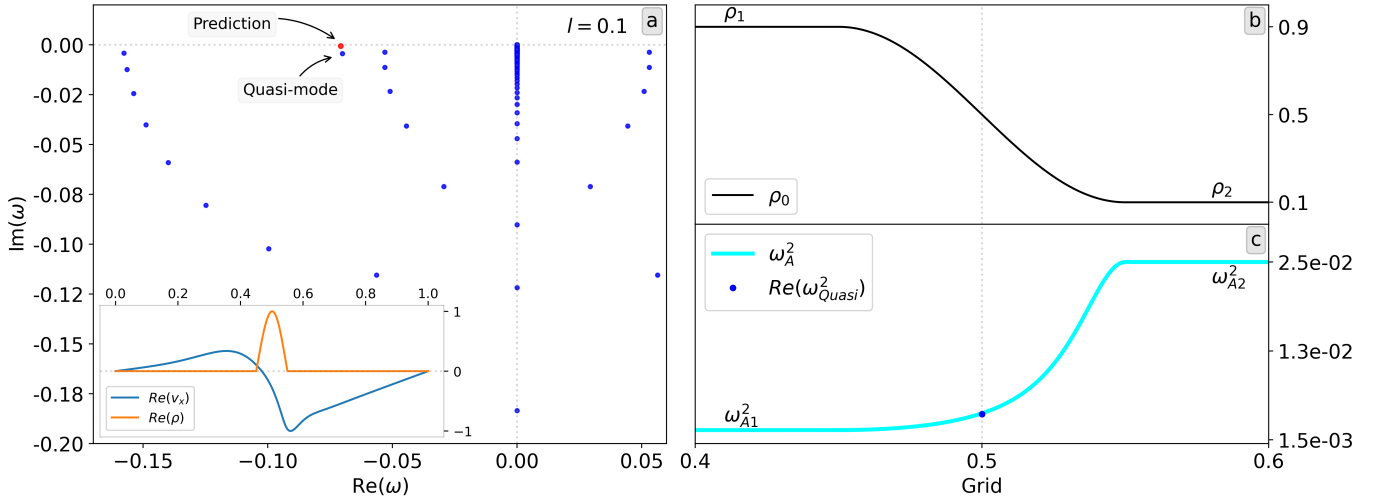 a
l = 0.1
Prediction
Quasi-mode
0.00
-0.02
-0.05
-0.08
-0.10
-0.12
-0.15
-0.18
-0.20
Im(ω)
0.0 0.2 0.4 0.6 0.8 1.0
1
0
−1
Re(vₓ)
Re(ρ)
−0.15 −0.10 −0.05 0.00 0.05
Re(ω)
b
ρ₁
ρ₂
ρ₀
0.9
0.5
0.1
c
ω_A^2
Re(ω_Quasi^2)
ω_A1^2
ω_A2^2
2.5e-02
1.3e-02
1.5e-03
0.4 0.5 0.6
Grid